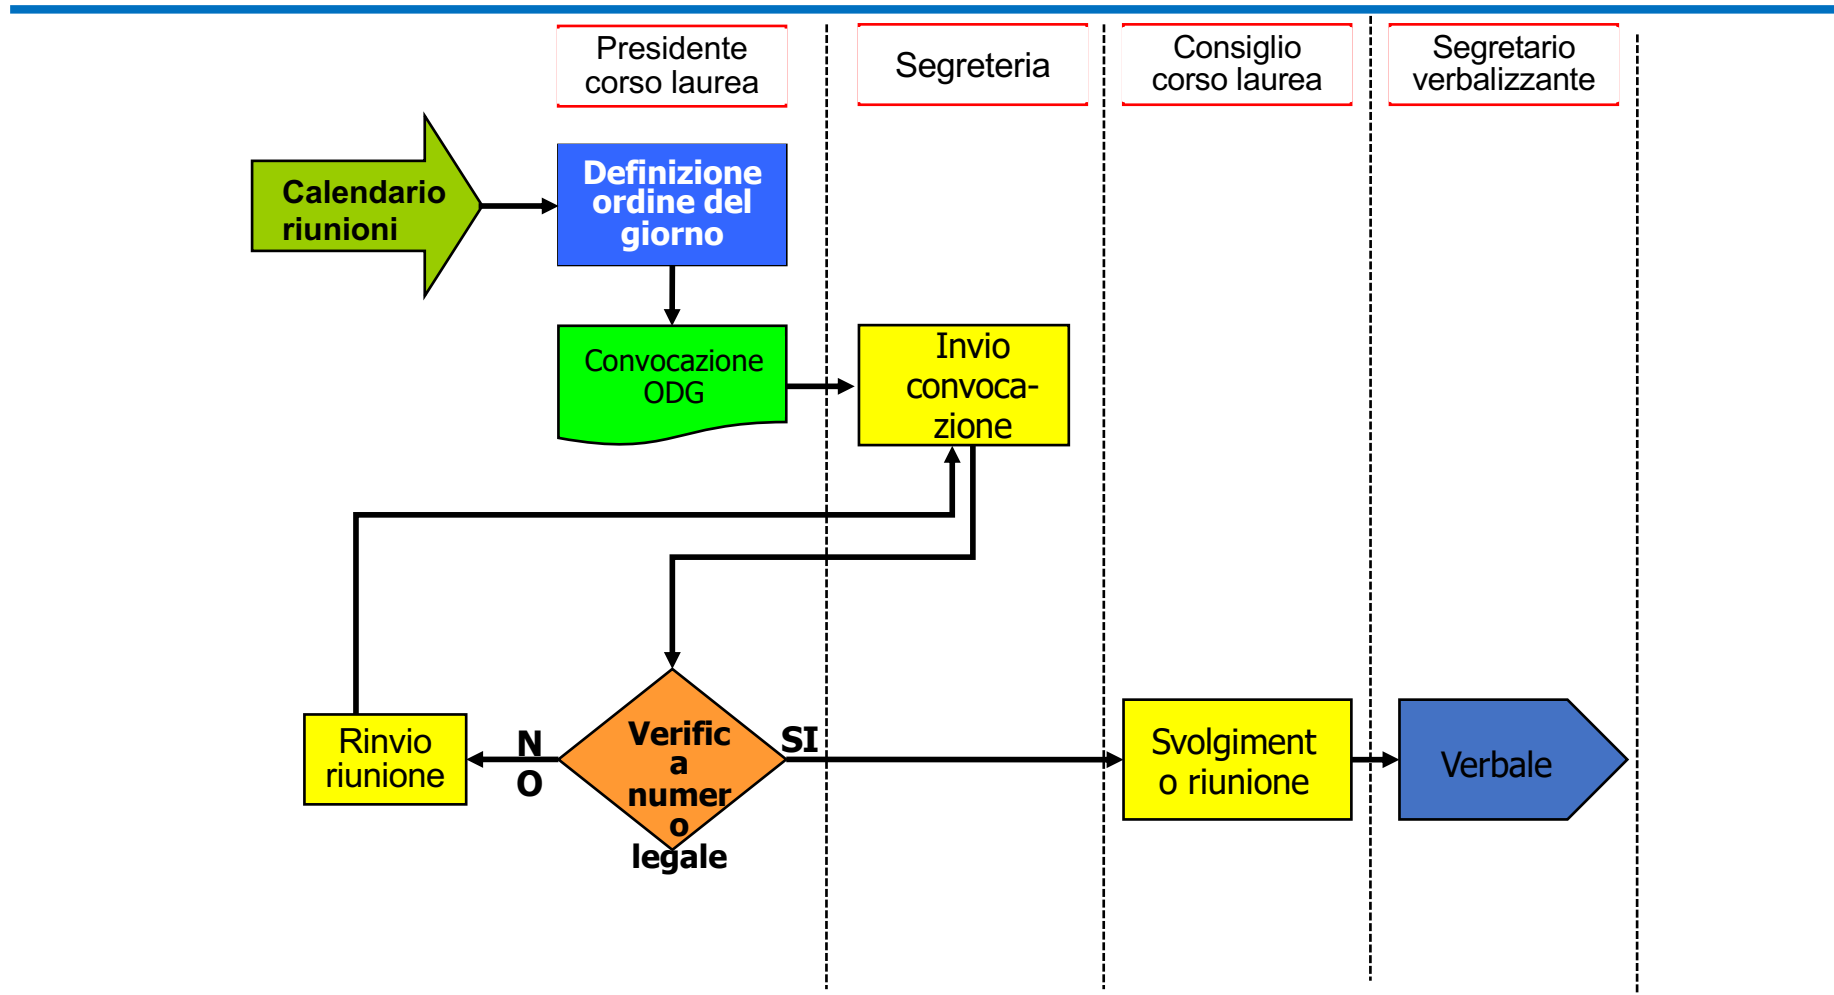 Presidente
corso laurea
Segreteria
Consiglio
corso laurea
Segretario
verbalizzante
Calendario
riunioni
Definizione
ordine del
giorno
Convocazione
ODG
Invio
convoca-
zione
Rinvio
riunione
N
O
Verific
a
numer
o
legale
SI
Svolgiment
o riunione
Verbale